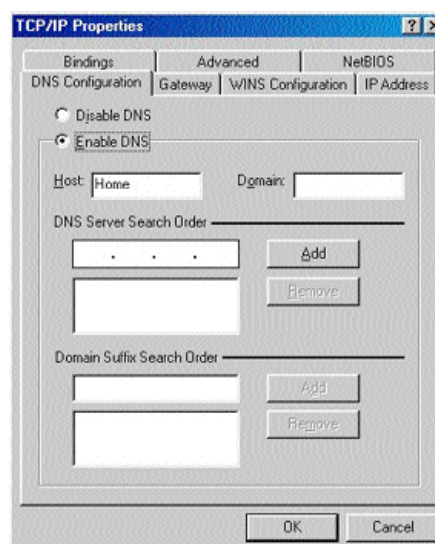 TCP/IP Properties
Bindings Advanced NetBIOS
DNS Configuration Gateway WINS Configuration IP Address
Disable DNS
Enable DNS
Host: Home Domain:
DNS Server Search Order
. . . Add
Remove
Domain Suffix Search Order
Add
Remove
OK Cancel